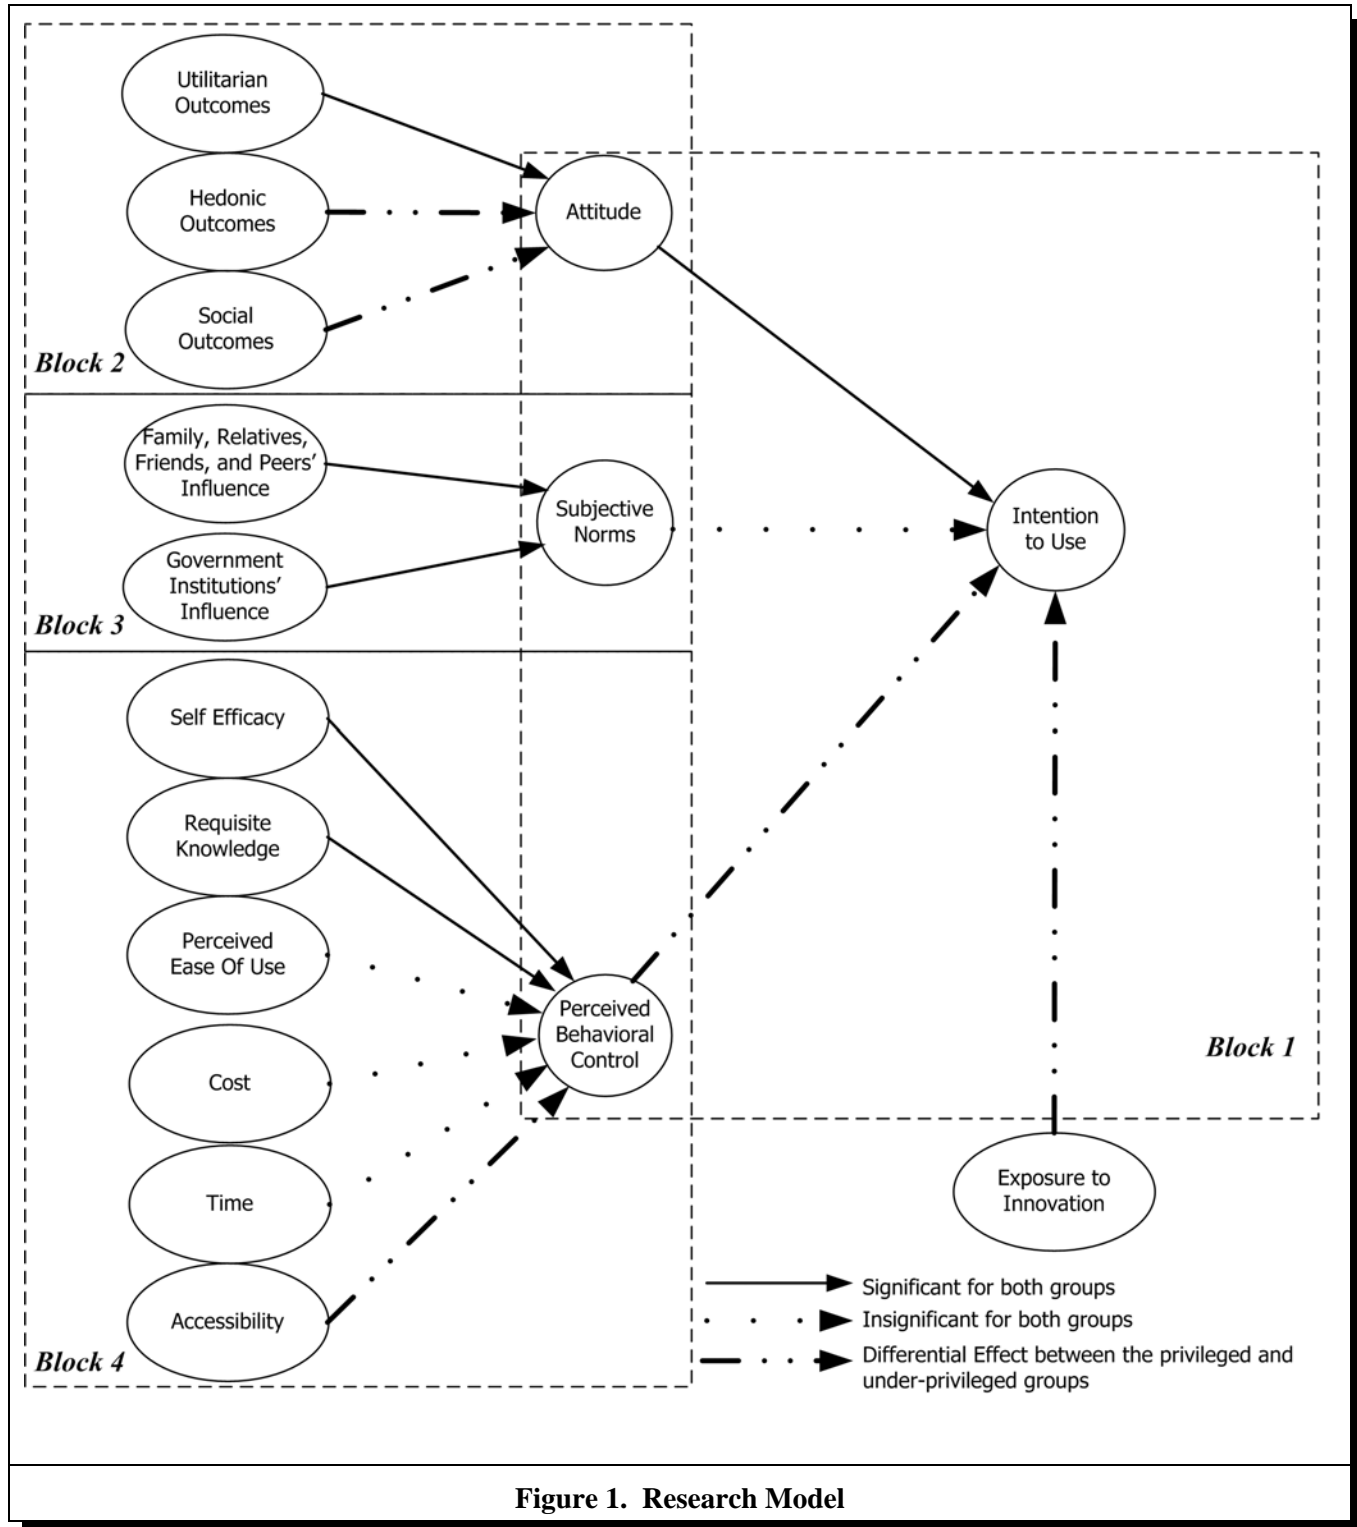 Utilitarian
Outcomes
Hedonic
Outcomes
Attitude
Social
Outcomes
Block 2
Family, Relatives,
Friends, and Peers'
Influence
Subjective
Norms
Intention
to Use
Government
Institutions'
Influence
Block 3
Self Efficacy
Requisite
Knowledge
Perceived
Ease Of Use
Perceived
Behavioral
Control
Block 1
Cost
Time
Exposure to
Innovation
Accessibility
Block 4
Significant for both groups
Insignificant for both groups
Differential Effect between the privileged and
under-privileged groups
Figure 1. Research Model